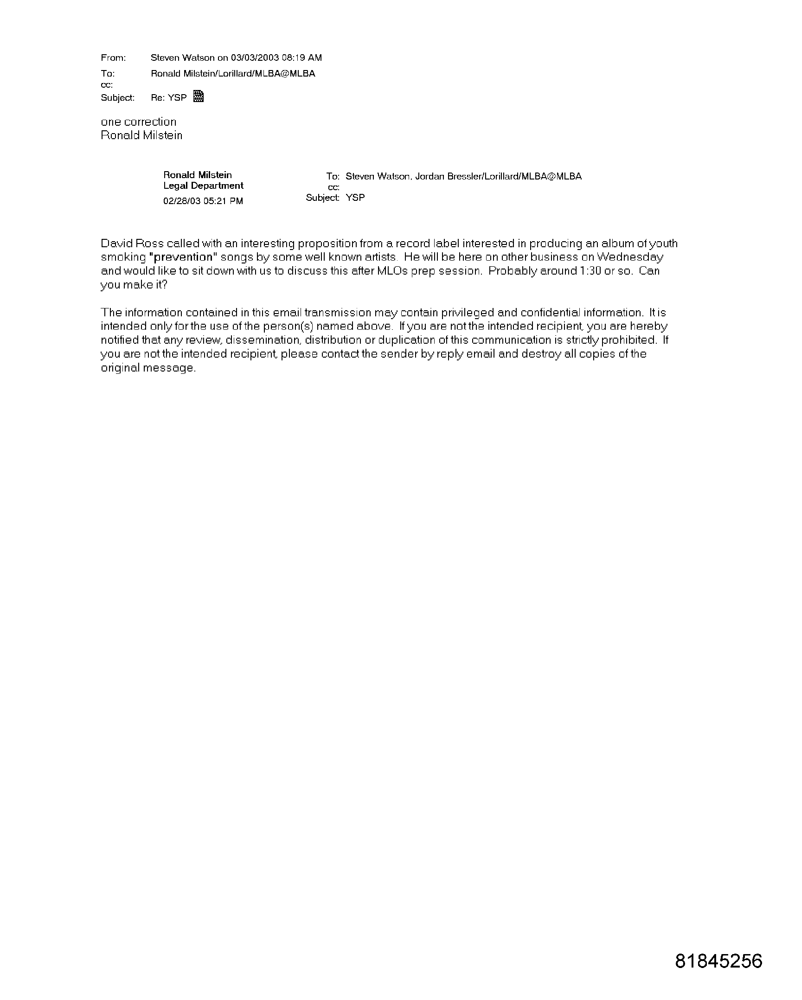 From: Steven Watson on 03/03/2003 08:19 AM
To: Ronald Milstein/Lorillard/MLBA@MLBA
cc:
Subject: Re: YSP
one correction
Ronald Milstein
Ronald Milstein
Legal Department
02/28/03 05:21 PM
To: Steven Watson, Jordan Bressler/Lorillard/MLBA@MLBA
cc:
Subject: YSP
David Ross called with an interesting proposition from a record label interested in producing an album of youth
smoking "prevention" songs by some well known artists. He will be here on other business on Wednesday
and would like to sit down with us to discuss this after MLOs prep session. Probably around 1:30 or so. Can
you make it?
The information contained in this email transmission may contain privileged and confidential information. It is
intended only for the use of the person(s) named above. If you are not the intended recipient, you are hereby
notified that any review, dissemination, distribution or duplication of this communication is strictly prohibited. If
you are not the intended recipient, please contact the sender by reply email and destroy all copies of the
original message.
81845256